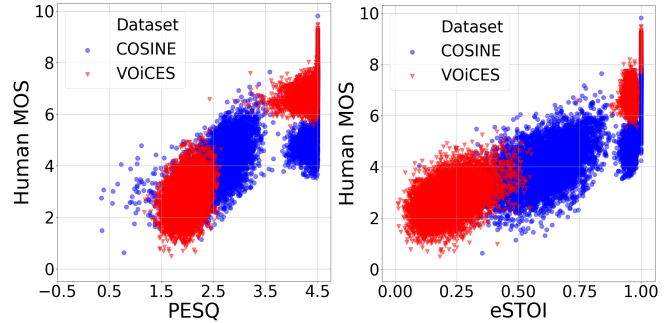 10
8
6
4
2
0
Human MOS
Dataset
COSINE
VOiCES
−0.5 0.5 1.5 2.5 3.5 4.5
PESQ
10
8
6
4
2
0
Human MOS
Dataset
COSINE
VOiCES
0.00 0.25 0.50 0.75 1.00
eSTOI